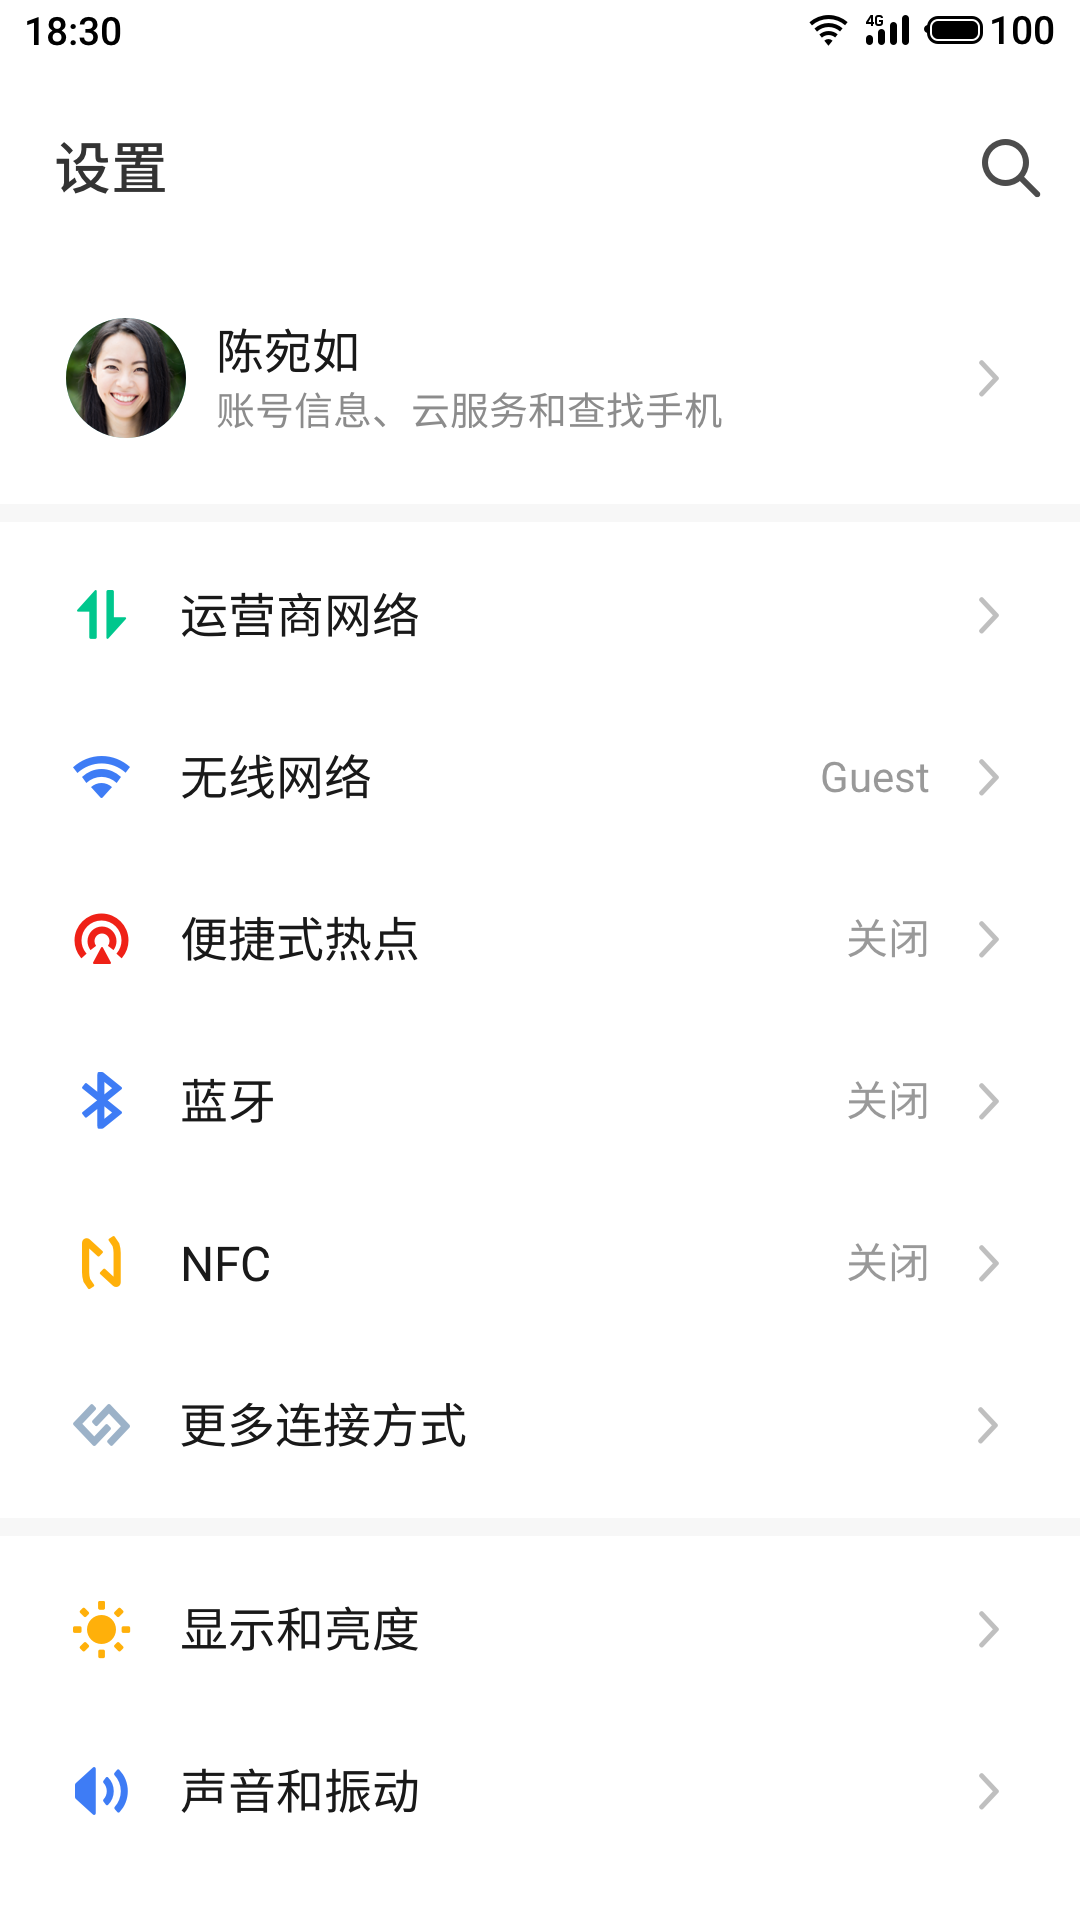 18:30
4G
100
设置
陈宛如
账号信息、云服务和查找手机
运营商网络
无线网络
Guest
便捷式热点
关闭
蓝牙
关闭
NFC
关闭
更多连接方式
显示和亮度
声音和振动